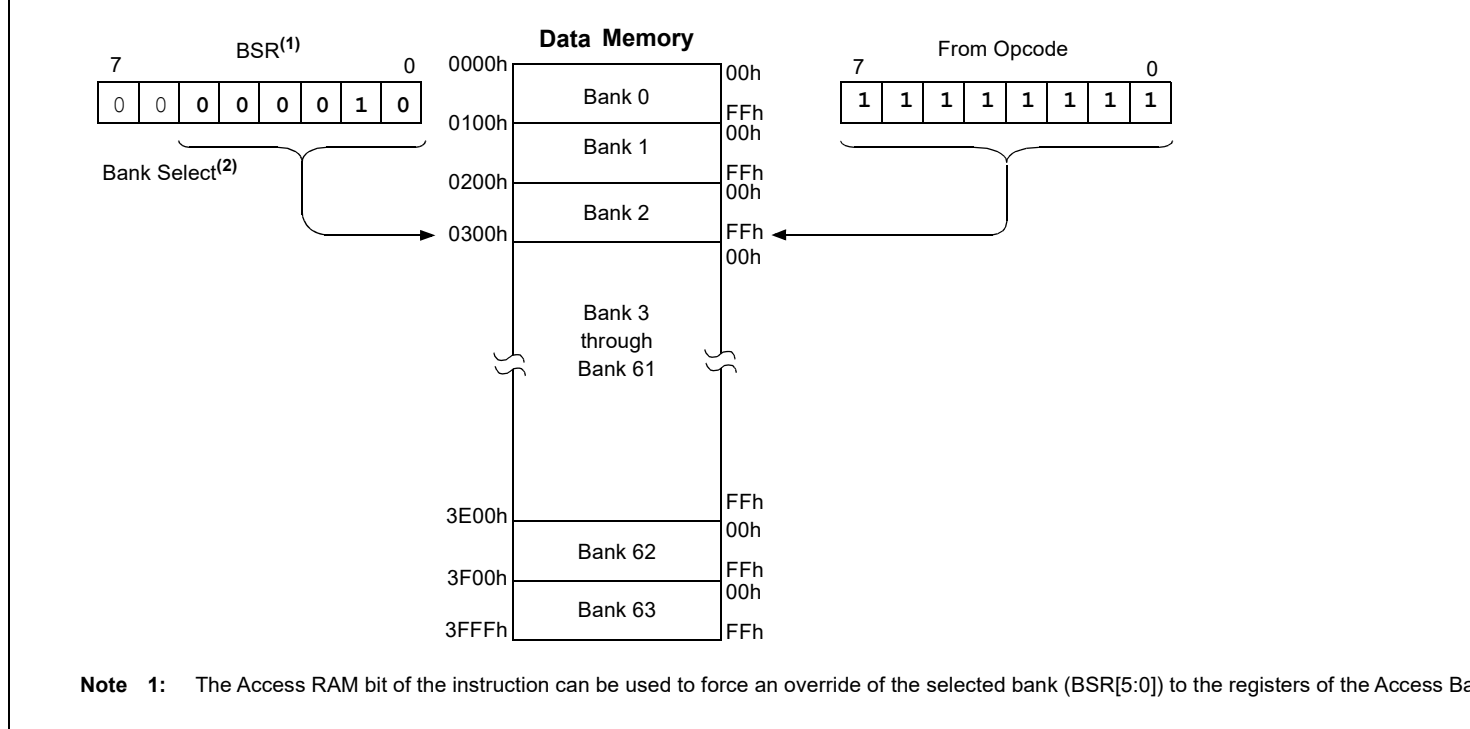 Data Memory
BSR(1)
7 0
0 0 0 0 0 0 1 0
Bank Select(2)
From Opcode
7 0
1 1 1 1 1 1 1 1
0000h
00h
Bank 0
FFh
0100h
00h
Bank 1
FFh
0200h
00h
Bank 2
FFh
0300h
00h
Bank 3
through
Bank 61
FFh
3E00h
00h
Bank 62
FFh
3F00h
00h
Bank 63
3FFFh
FFh
Note 1: The Access RAM bit of the instruction can be used to force an override of the selected bank (BSR[5:0]) to the registers of the Access Ba